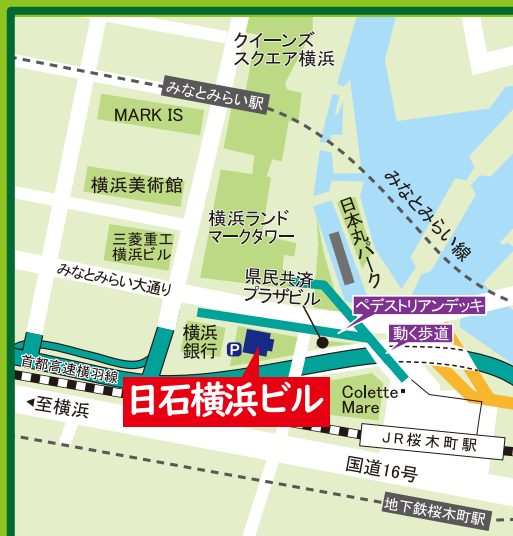 クイーンズ
スクエア横浜
みなとみらい駅
MARK IS
みなとみらい線
横浜美術館
日本丸パーク
横浜ランド
マークタワー
三菱重工
横浜ビル
みなとみらい大通り
県民共済
プラザビル
ペデストリアンデッキ
動く歩道
横浜
銀行
P
首都高速横羽線
日石横浜ビル
Colette
Mare
◀至横浜
JR桜木町駅
国道16号
地下鉄桜木町駅